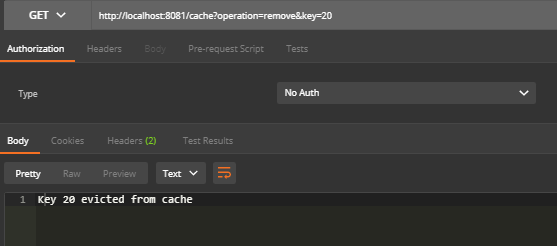 GET http://localhost:8081/cache?operation=remove&key=20
Authorization Headers Body Pre-request Script Tests
Type No Auth
Body Cookies Headers (2) Test Results
Pretty Raw Preview Text
1 Key 20 evicted from cache